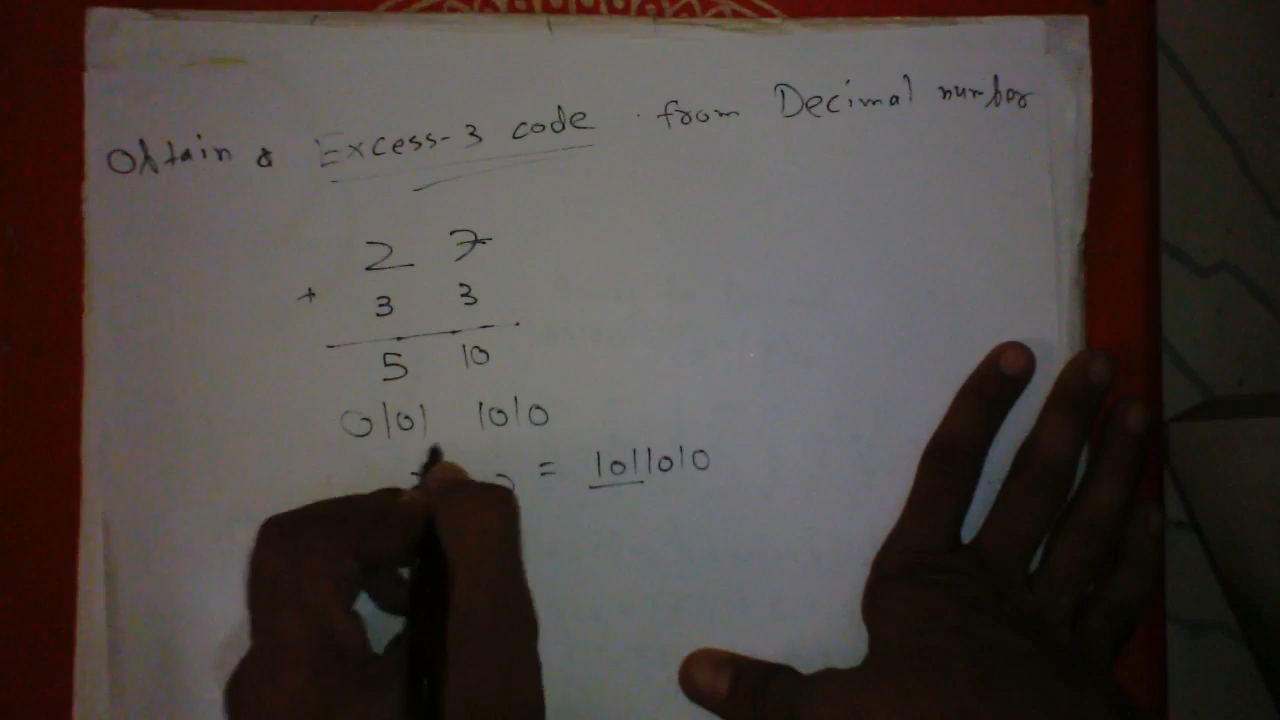 Obtain Excess-3 code from Decimal number
2 7
+ 3 3
5 10
0101 1010
= 1011010